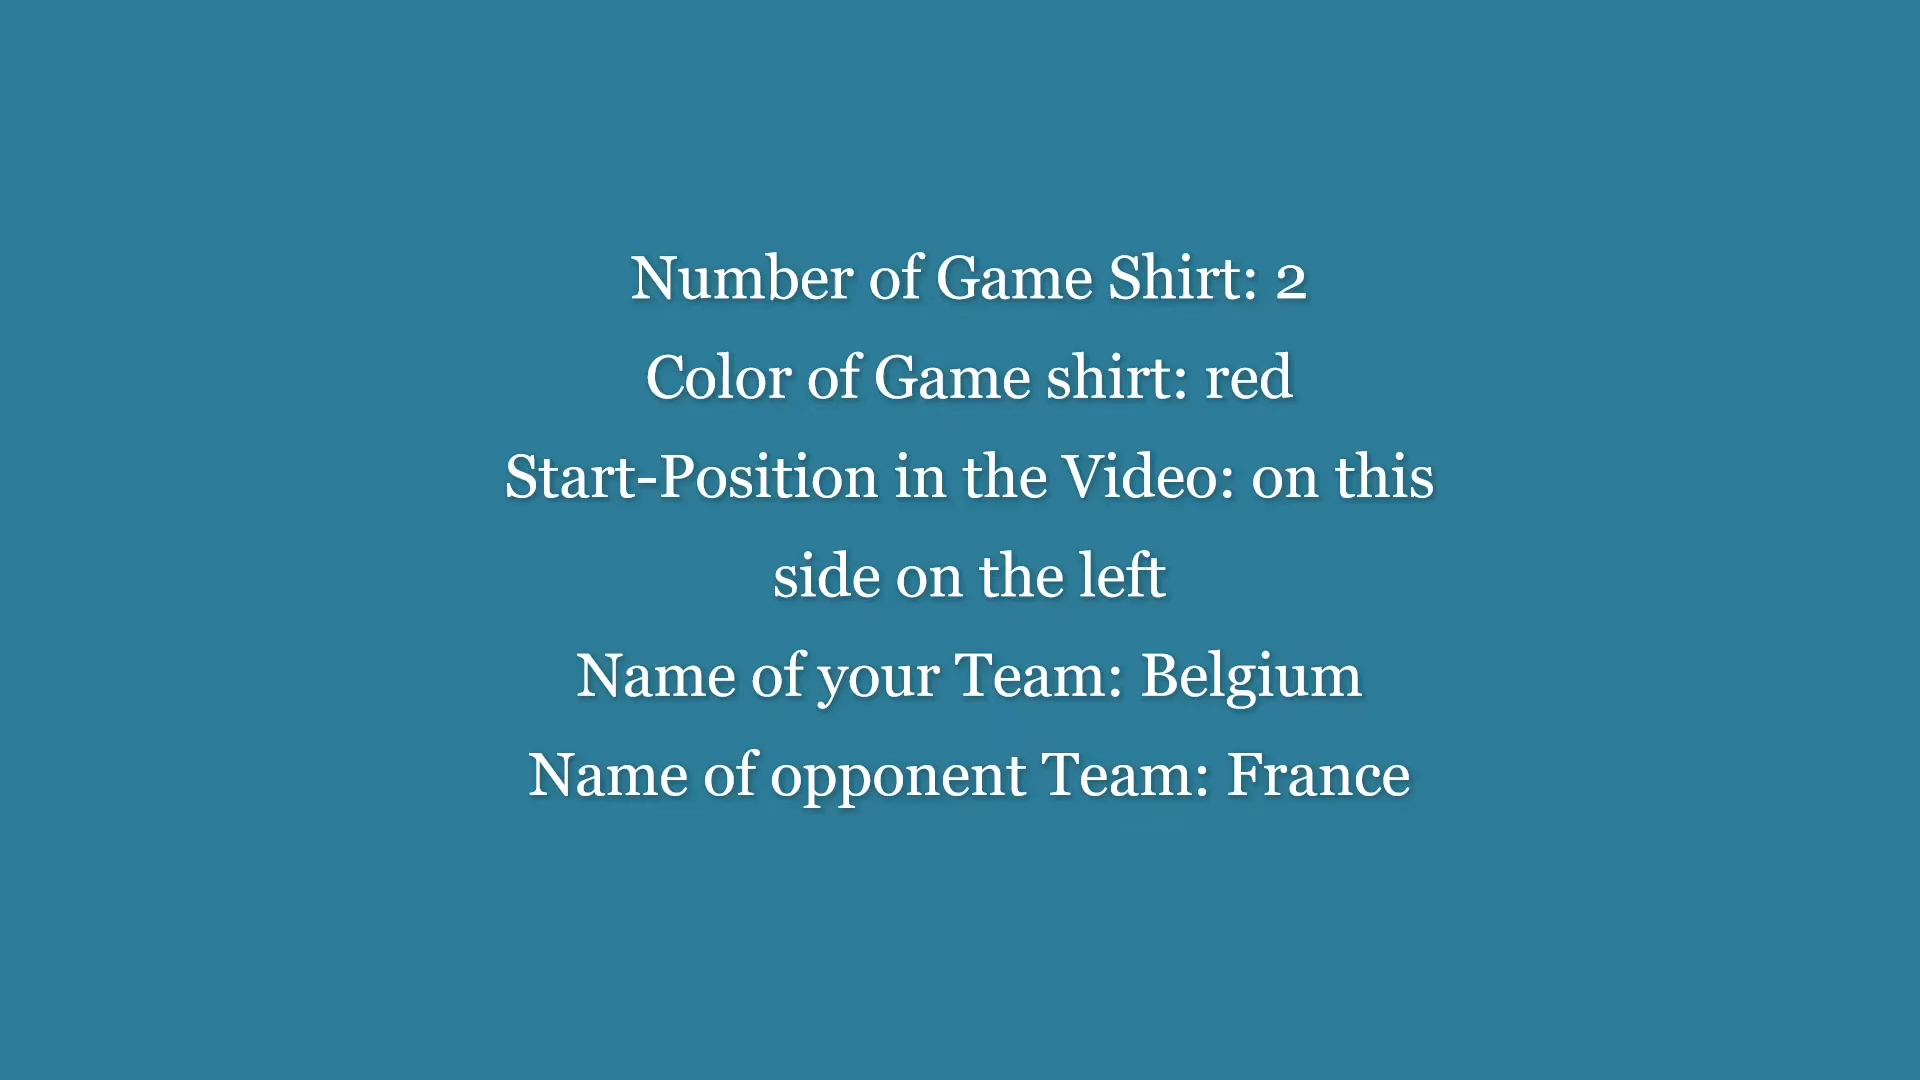 Number of Game Shirt: 2
Color of Game shirt: red
Start-Position in the Video: on this
side on the left
Name of your Team: Belgium
Name of opponent Team: France